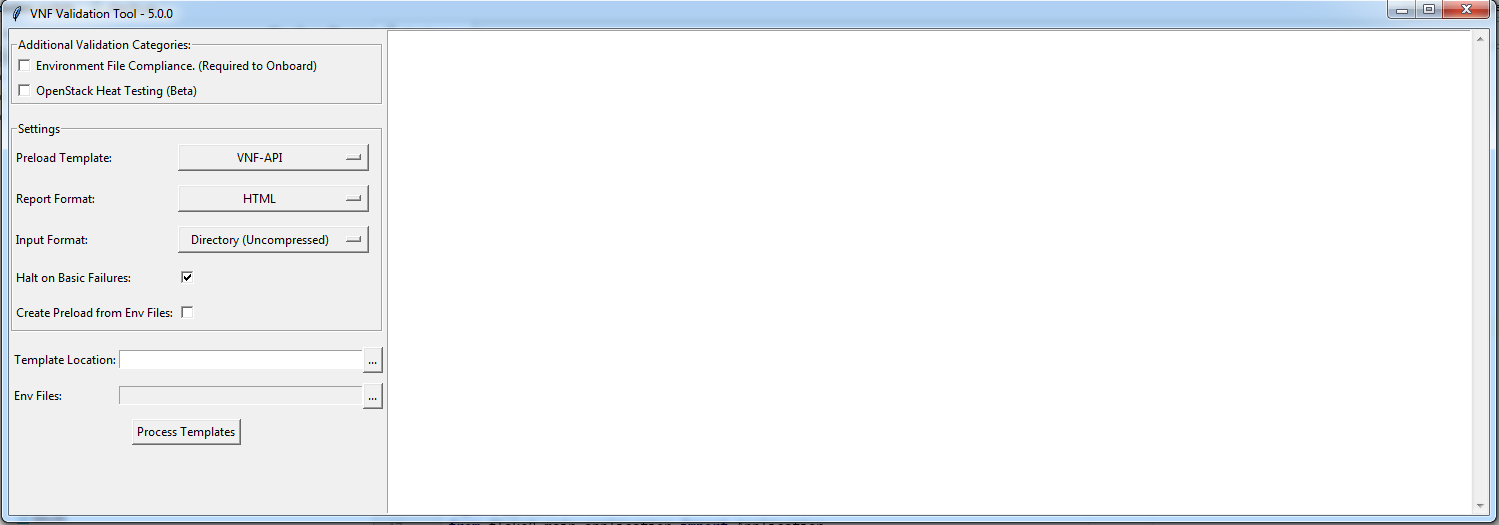 VNF Validation Tool - 5.0.0
Additional Validation Categories:
Environment File Compliance. (Required to Onboard)
OpenStack Heat Testing (Beta)
Settings
Preload Template: VNF-API
Report Format: HTML
Input Format: Directory (Uncompressed)
Halt on Basic Failures:
Create Preload from Env Files:
Template Location: ...
Env Files: ...
Process Templates